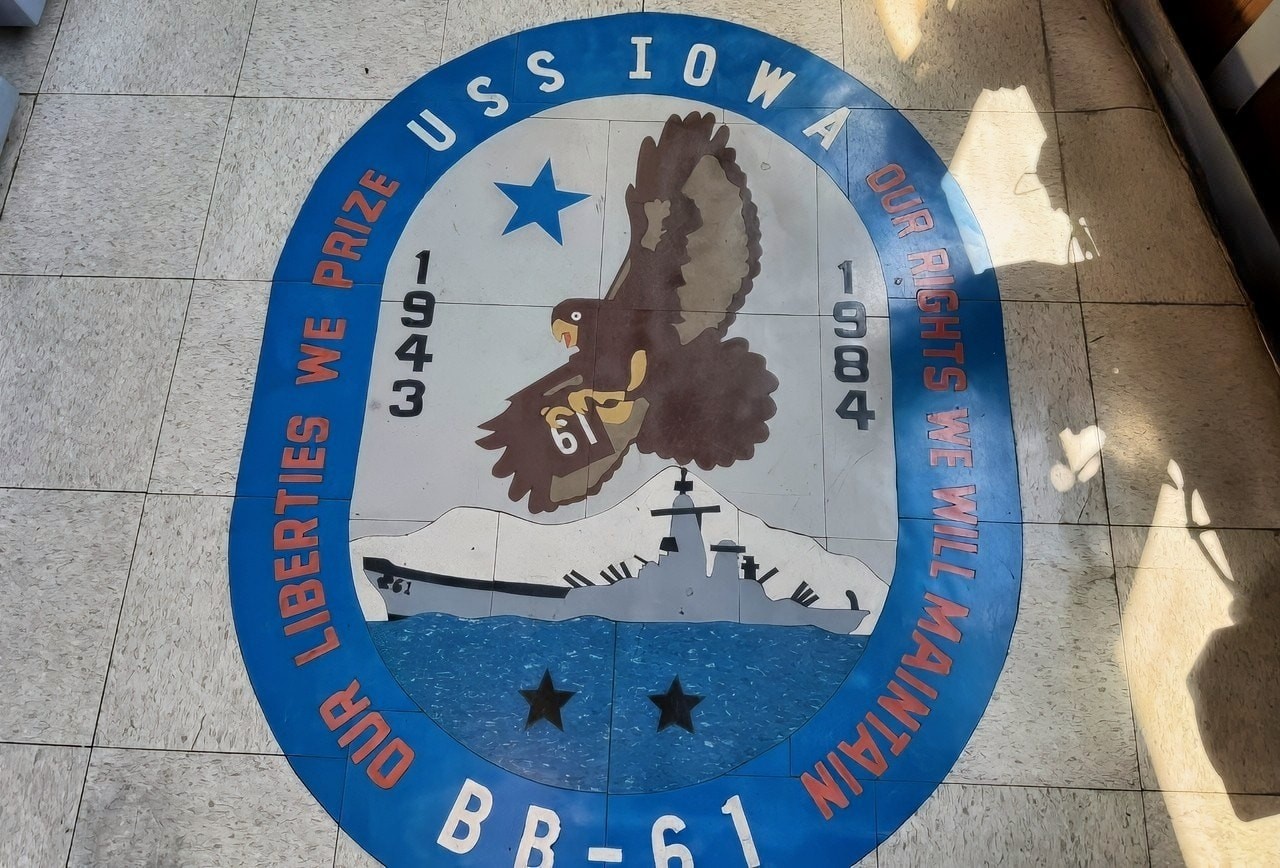 USS IOWA
OUR LIBERTIES WE PRIZE
OUR RIGHTS WE WILL MAINTAIN
1943
1984
61
61
BB-61